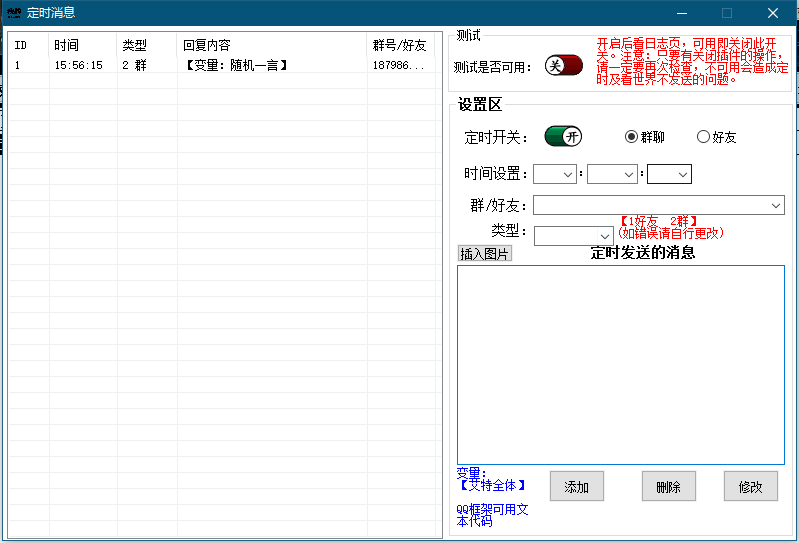 定时消息
ID 时间 类型 回复内容 群号/好友
1 15:56:15 2 群 【变量:随机一言】 187986...
测试
测试是否可用: 关
开启后看日志页,可用即关闭此开
关。注意:只要有关闭插件的操作,
请一定要再次检查,不可用会造成定
时及看世界不发送的问题。
设置区
定时开关: 开 群聊 好友
时间设置: : :
群/好友:
【1好友 2群】
类型: (如错误请自行更改)
插入图片 定时发送的消息
变量:
【艾特全体】
QQ框架可用文
本代码
添加 删除 修改